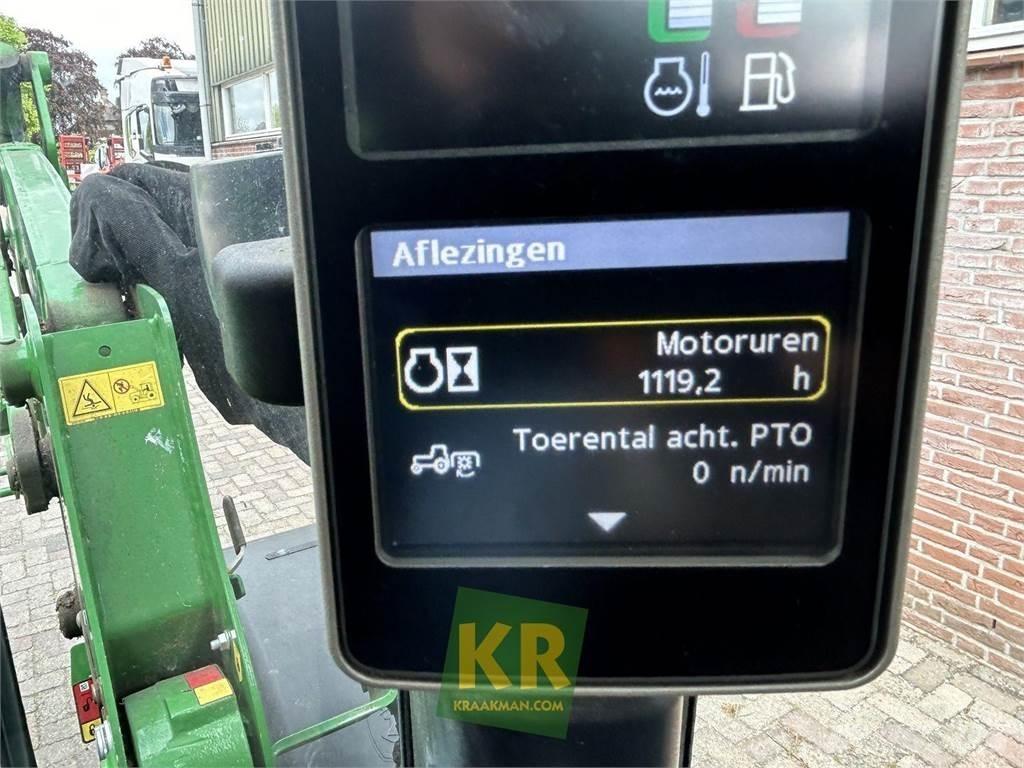 Aflezingen
Motoruren
1119,2 h
Toerental acht. PTO
0 n/min
KR
KRAAKMAN.COM